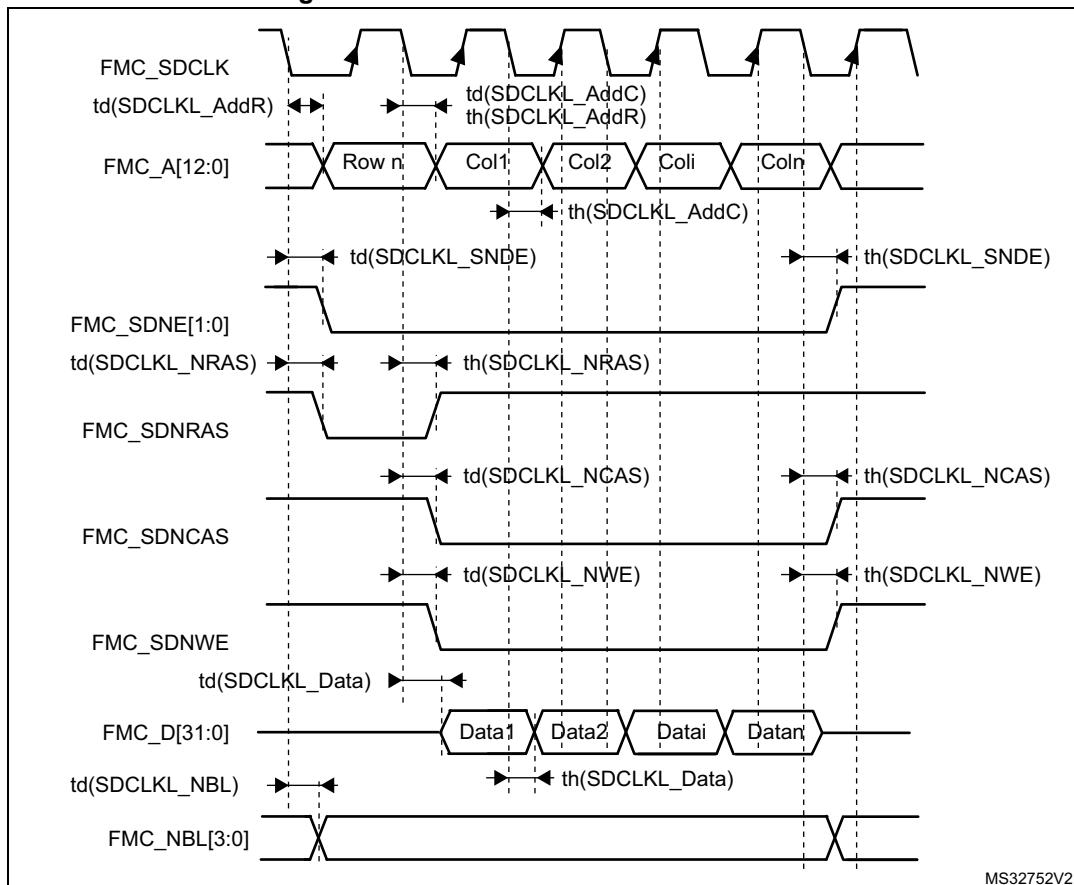 FMC_SDCLK
td(SDCLKL_AddR)
td(SDCLKL_AddC)
th(SDCLKL_AddR)
FMC_A[12:0]
Row n
Col1
Col2
Coli
Coln
th(SDCLKL_AddC)
td(SDCLKL_SNDE)
th(SDCLKL_SNDE)
FMC_SDNE[1:0]
td(SDCLKL_NRAS)
th(SDCLKL_NRAS)
FMC_SDNRAS
td(SDCLKL_NCAS)
th(SDCLKL_NCAS)
FMC_SDNCAS
td(SDCLKL_NWE)
th(SDCLKL_NWE)
FMC_SDNWE
td(SDCLKL_Data)
FMC_D[31:0]
Data1
Data2
Datai
Datan
th(SDCLKL_Data)
td(SDCLKL_NBL)
FMC_NBL[3:0]
MS32752V2